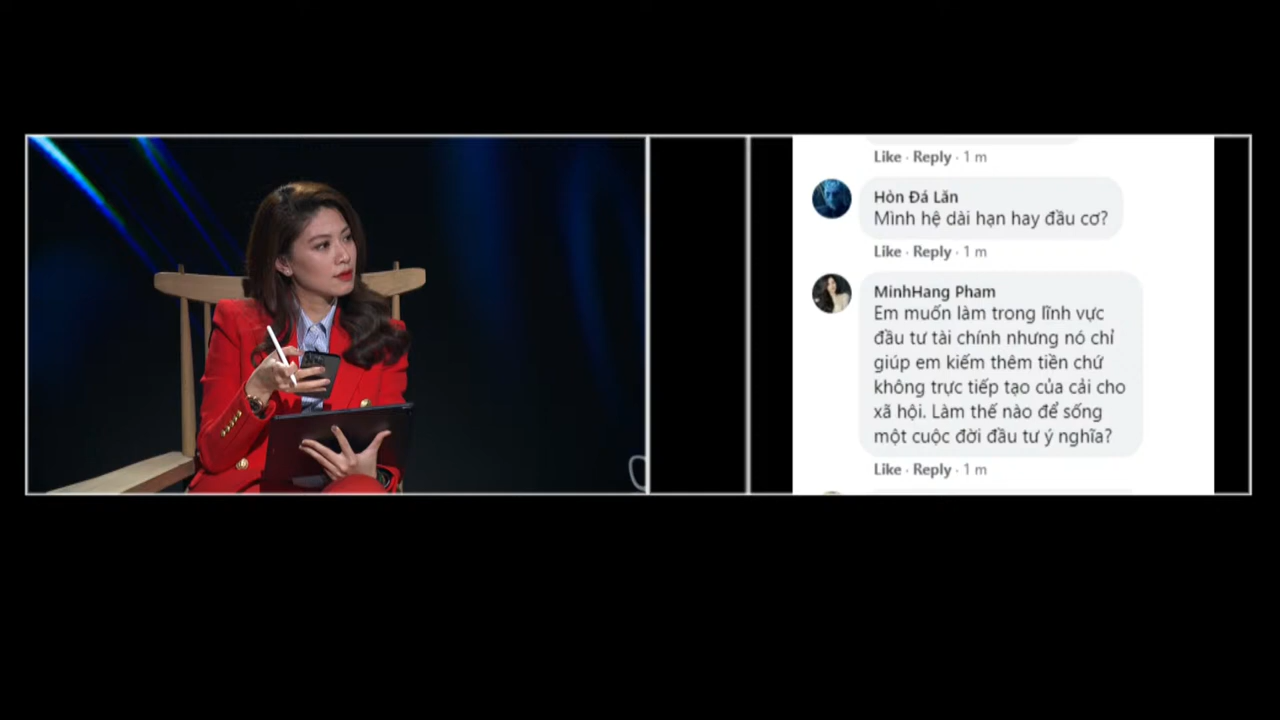 Like · Reply · 1 m
Hòn Đá Lăn
Mình hệ dài hạn hay đầu cơ?
Like · Reply · 1 m
MinhHang Pham
Em muốn làm trong lĩnh vực
đầu tư tài chính nhưng nó chỉ
giúp em kiếm thêm tiền chứ
không trực tiếp tạo của cải cho
xã hội. Làm thế nào để sống
một cuộc đời đầu tư ý nghĩa?
Like · Reply · 1 m